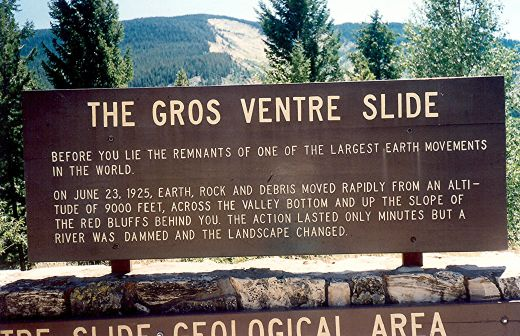 THE GROS VENTRE SLIDE
BEFORE YOU LIE THE REMNANTS OF ONE OF THE LARGEST EARTH MOVEMENTS
IN THE WORLD.
ON JUNE 23, 1925, EARTH, ROCK AND DEBRIS MOVED RAPIDLY FROM AN ALTI-
TUDE OF 9000 FEET, ACROSS THE VALLEY BOTTOM AND UP THE SLOPE OF
THE RED BLUFFS BEHIND YOU. THE ACTION LASTED ONLY MINUTES BUT A
RIVER WAS DAMMED AND THE LANDSCAPE CHANGED.
TRE SLIDE GEOLOGICAL AREA